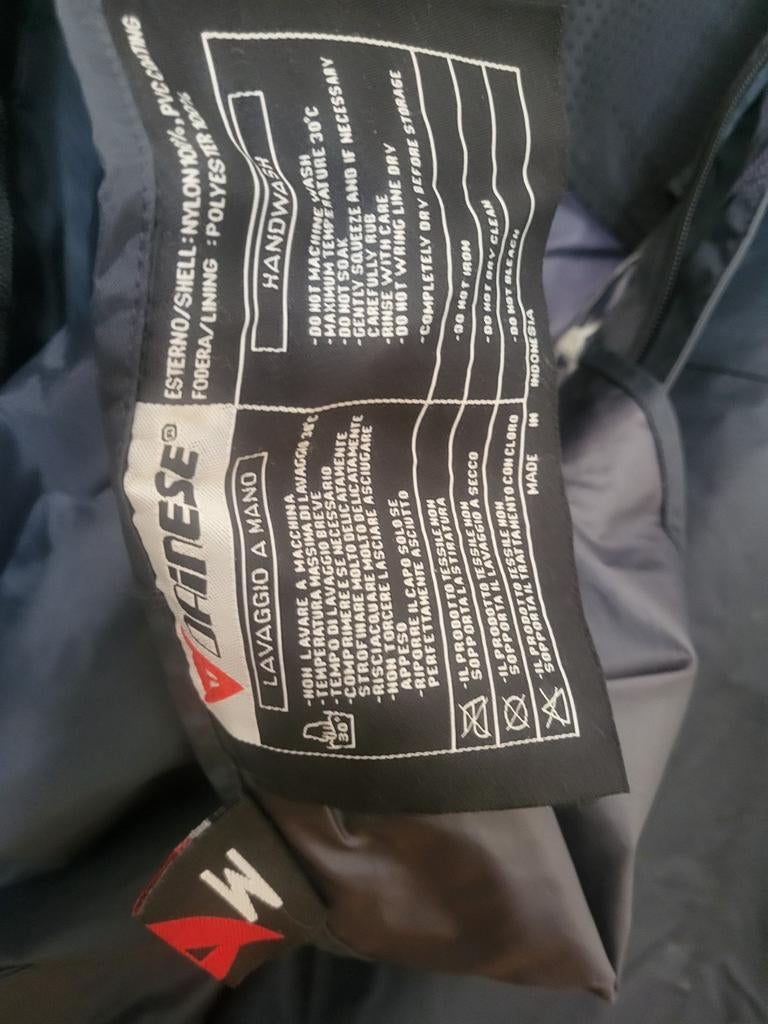 DAINESE®
ESTERNO/SHELL: NYLON 100%, PVC COATING
FODERA/LINING : POLYESTER 100%
LAVAGGIO A MANO
30°
-NON LAVARE A MACCHINA
-TEMPERATURA MASSIMA DI LAVAGGIO 30°C
-TEMPO DI LAVAGGIO BREVE
-COMPRIMERE E SE NECESSARIO
STROFINARE MOLTO DELICATAMENTE
-RISCIACQUARE MOLTO DELICATAMENTE
-NON TORCERE LASCIARE ASCIUGARE
APPESO
-RIPORRE IL CAPO SOLO SE
PERFETTAMENTE ASCIUTTO
-IL PRODOTTO TESSILE NON
SOPPORTA LA STIRATURA
-IL PRODOTTO TESSILE NON
SOPPORTA IL LAVAGGIO A SECCO
-IL PRODOTTO TESSILE NON
SOPPORTA IL TRATTAMENTO CON CLORO
HANDWASH
-DO NOT MACHINE WASH
-MAXIMUM TEMPERATURE 30°C
-DO NOT SOAK
-GENTLY SQUEEZE AND IF NECESSARY
CAREFULLY RUB
-RINSE WITH CARE
-DO NOT WRING LINE DRY
-COMPLETELY DRY BEFORE STORAGE
-DO NOT IRON
-DO NOT DRY CLEAN
-DO NOT BLEACH
MADE IN INDONESIA
M